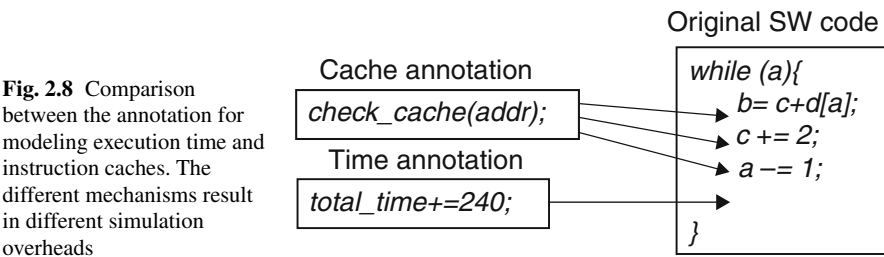 Fig. 2.8 Comparison
between the annotation for
modeling execution time and
instruction caches. The
different mechanisms result
in different simulation
overheads
Cache annotation
check_cache(addr);
Time annotation
total_time+=240;
Original SW code
while (a){
b= c+d[a];
c += 2;
a –= 1;
}